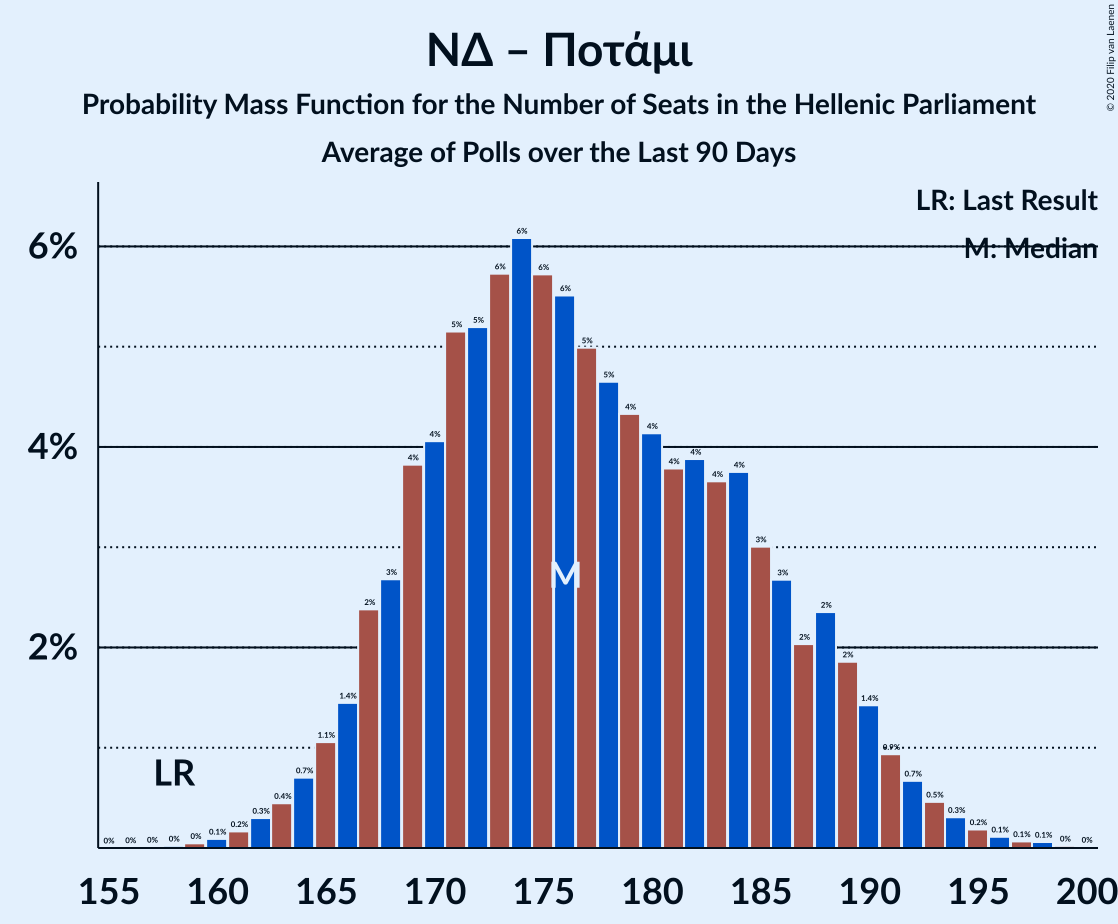 ΝΔ – Ποτάμι
Probability Mass Function for the Number of Seats in the Hellenic Parliament
Average of Polls over the Last 90 Days
© 2020 Filip van Laenen
LR: Last Result
M: Median
6%
4%
2%
0% 0% 0% 0% 0% 0.1% 0.2% 0.3% 0.4% 0.7% 1.1% 1.4% 2% 3% 4% 4% 5% 5% 6% 6% 6% 6% 5% 5% 4% 4% 4% 4% 4% 4% 3% 3% 2% 2% 2% 1.4% 0.9% 0.7% 0.5% 0.3% 0.2% 0.1% 0.1% 0.1% 0% 0%
M
LR
155 160 165 170 175 180 185 190 195 200